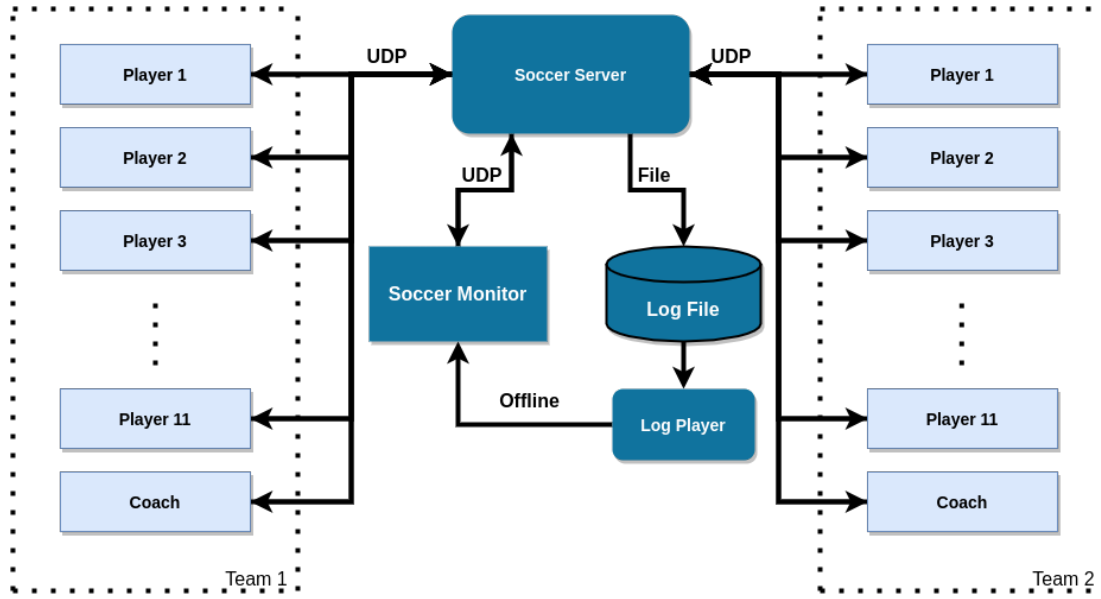 UDP
Soccer Server
UDP
Player 1
Player 1
Player 2
Player 2
UDP
File
Player 3
Player 3
Soccer Monitor
Log File
Offline
Player 11
Log Player
Player 11
Coach
Coach
Team 1
Team 2